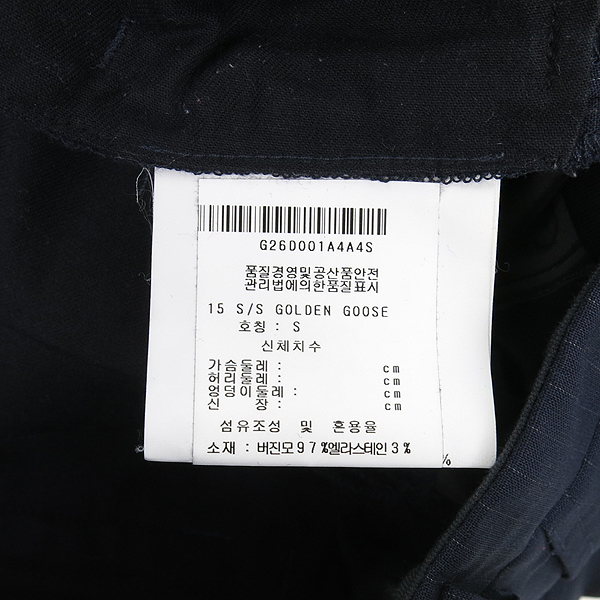 G26D001A4A4S
품질경영및공산품안전
관리법에의한품질표시
15 S/S GOLDEN GOOSE
호칭 : S
신체치수
가슴둘레 : cm
허리둘레 : cm
엉덩이둘레 : cm
신 장 : cm
섬유조성 및 혼용율
소재 : 버진모97%엘라스테인3%
%